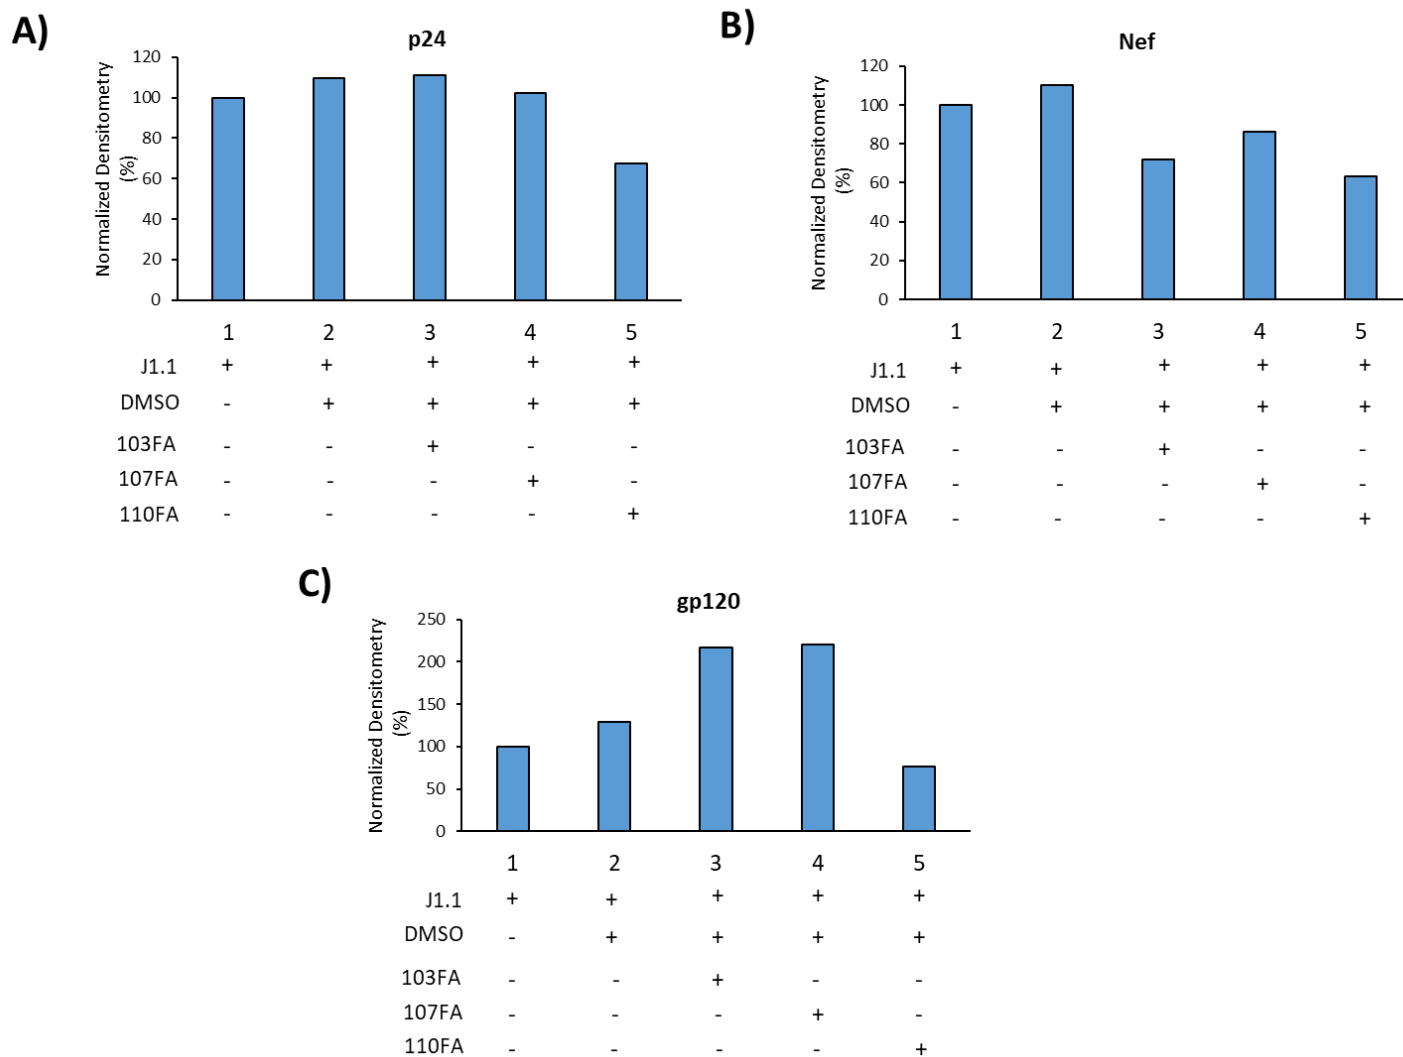 A)
p24
Normalized Densitometry
(%)
120
100
80
60
40
20
0
1 2 3 4 5
J1.1 + + + + +
DMSO - + + + +
103FA - - + - -
107FA - - - + -
110FA - - - - +
B)
Nef
Normalized Densitometry
(%)
120
100
80
60
40
20
0
1 2 3 4 5
J1.1 + + + + +
DMSO - + + + +
103FA - - + - -
107FA - - - + -
110FA - - - - +
C)
gp120
Normalized Densitometry
(%)
250
200
150
100
50
0
1 2 3 4 5
J1.1 + + + + +
DMSO - + + + +
103FA - - + - -
107FA - - - + -
110FA - - - - +